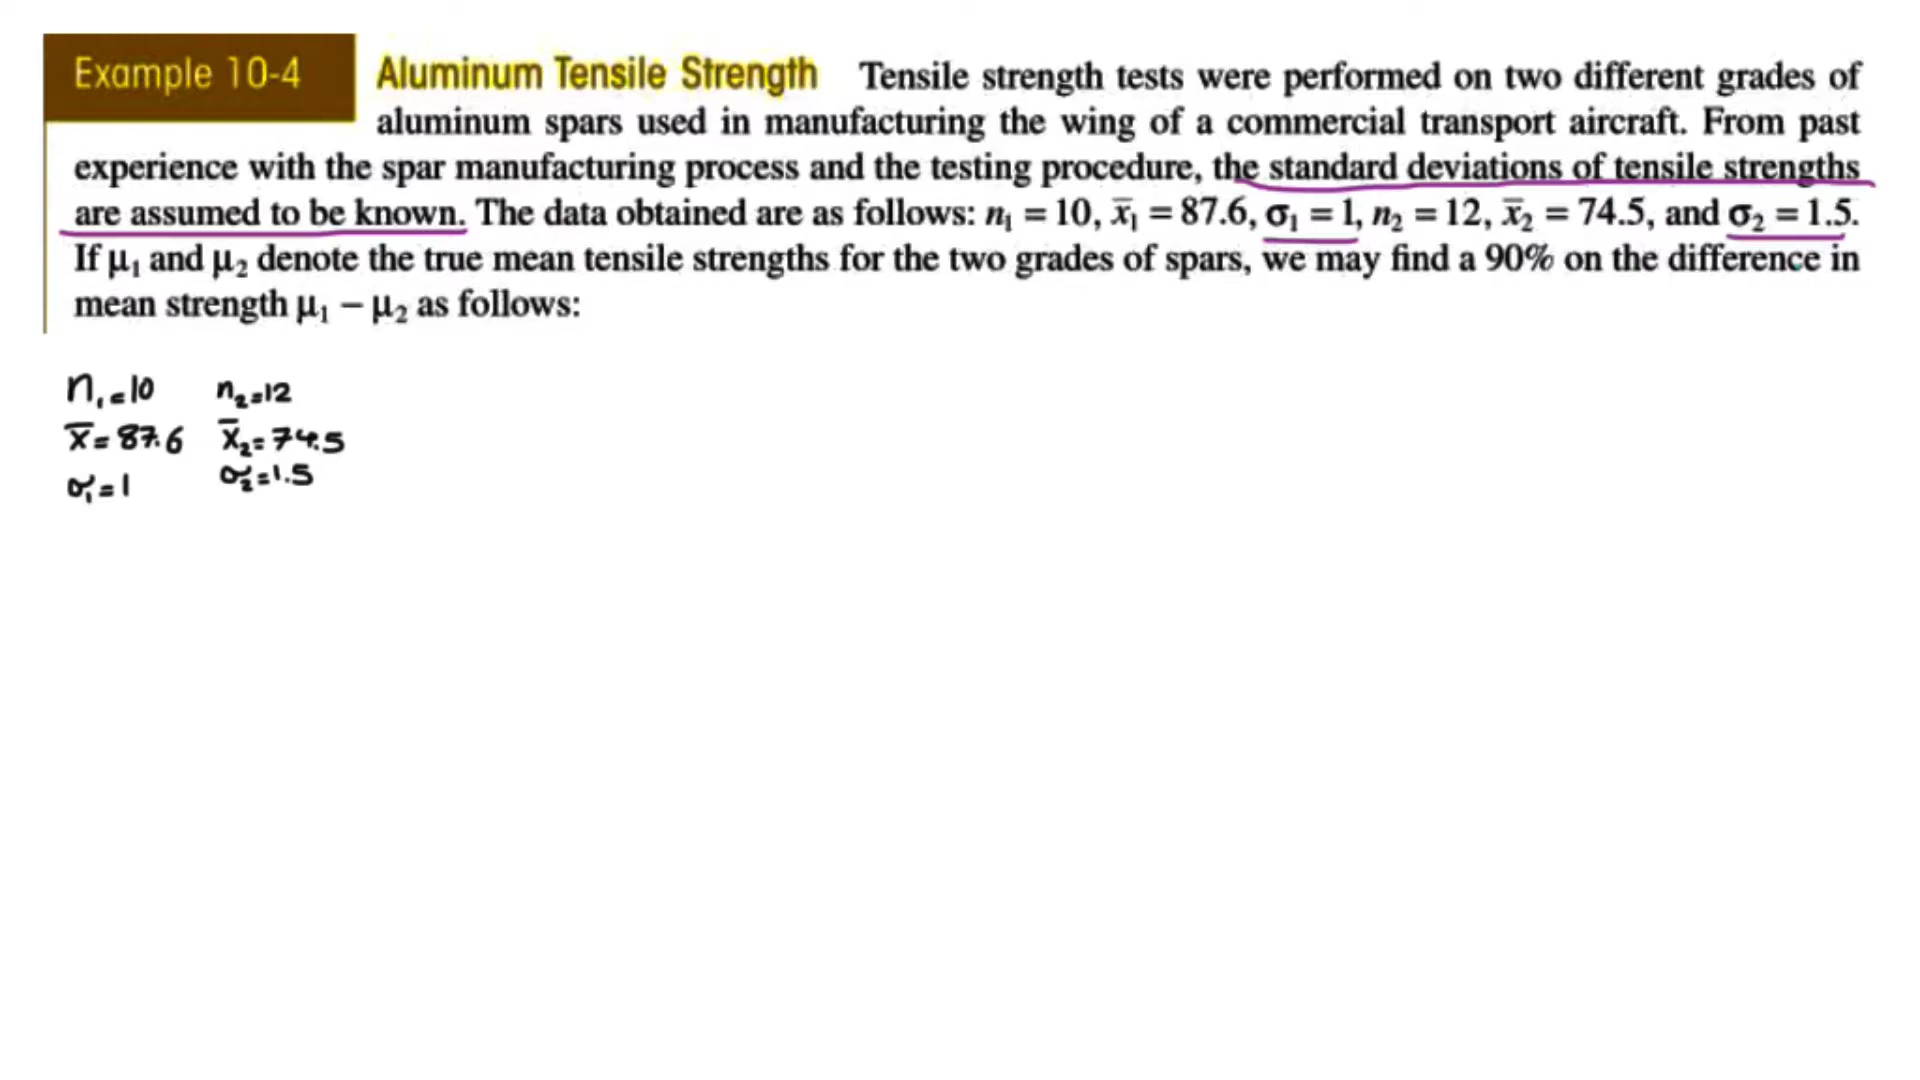 Example 10-4 Aluminum Tensile Strength Tensile strength tests were performed on two different grades of
aluminum spars used in manufacturing the wing of a commercial transport aircraft. From past
experience with the spar manufacturing process and the testing procedure, the standard deviations of tensile strengths
are assumed to be known. The data obtained are as follows: n₁ = 10, x̄₁ = 87.6, σ₁ = 1, n₂ = 12, x̄₂ = 74.5, and σ₂ = 1.5.
If μ₁ and μ₂ denote the true mean tensile strengths for the two grades of spars, we may find a 90% on the difference in
mean strength μ₁ − μ₂ as follows:
n₁=10 n₂=12
x̄=87.6 x̄₂=74.5
σ₁=1 σ₂=1.5